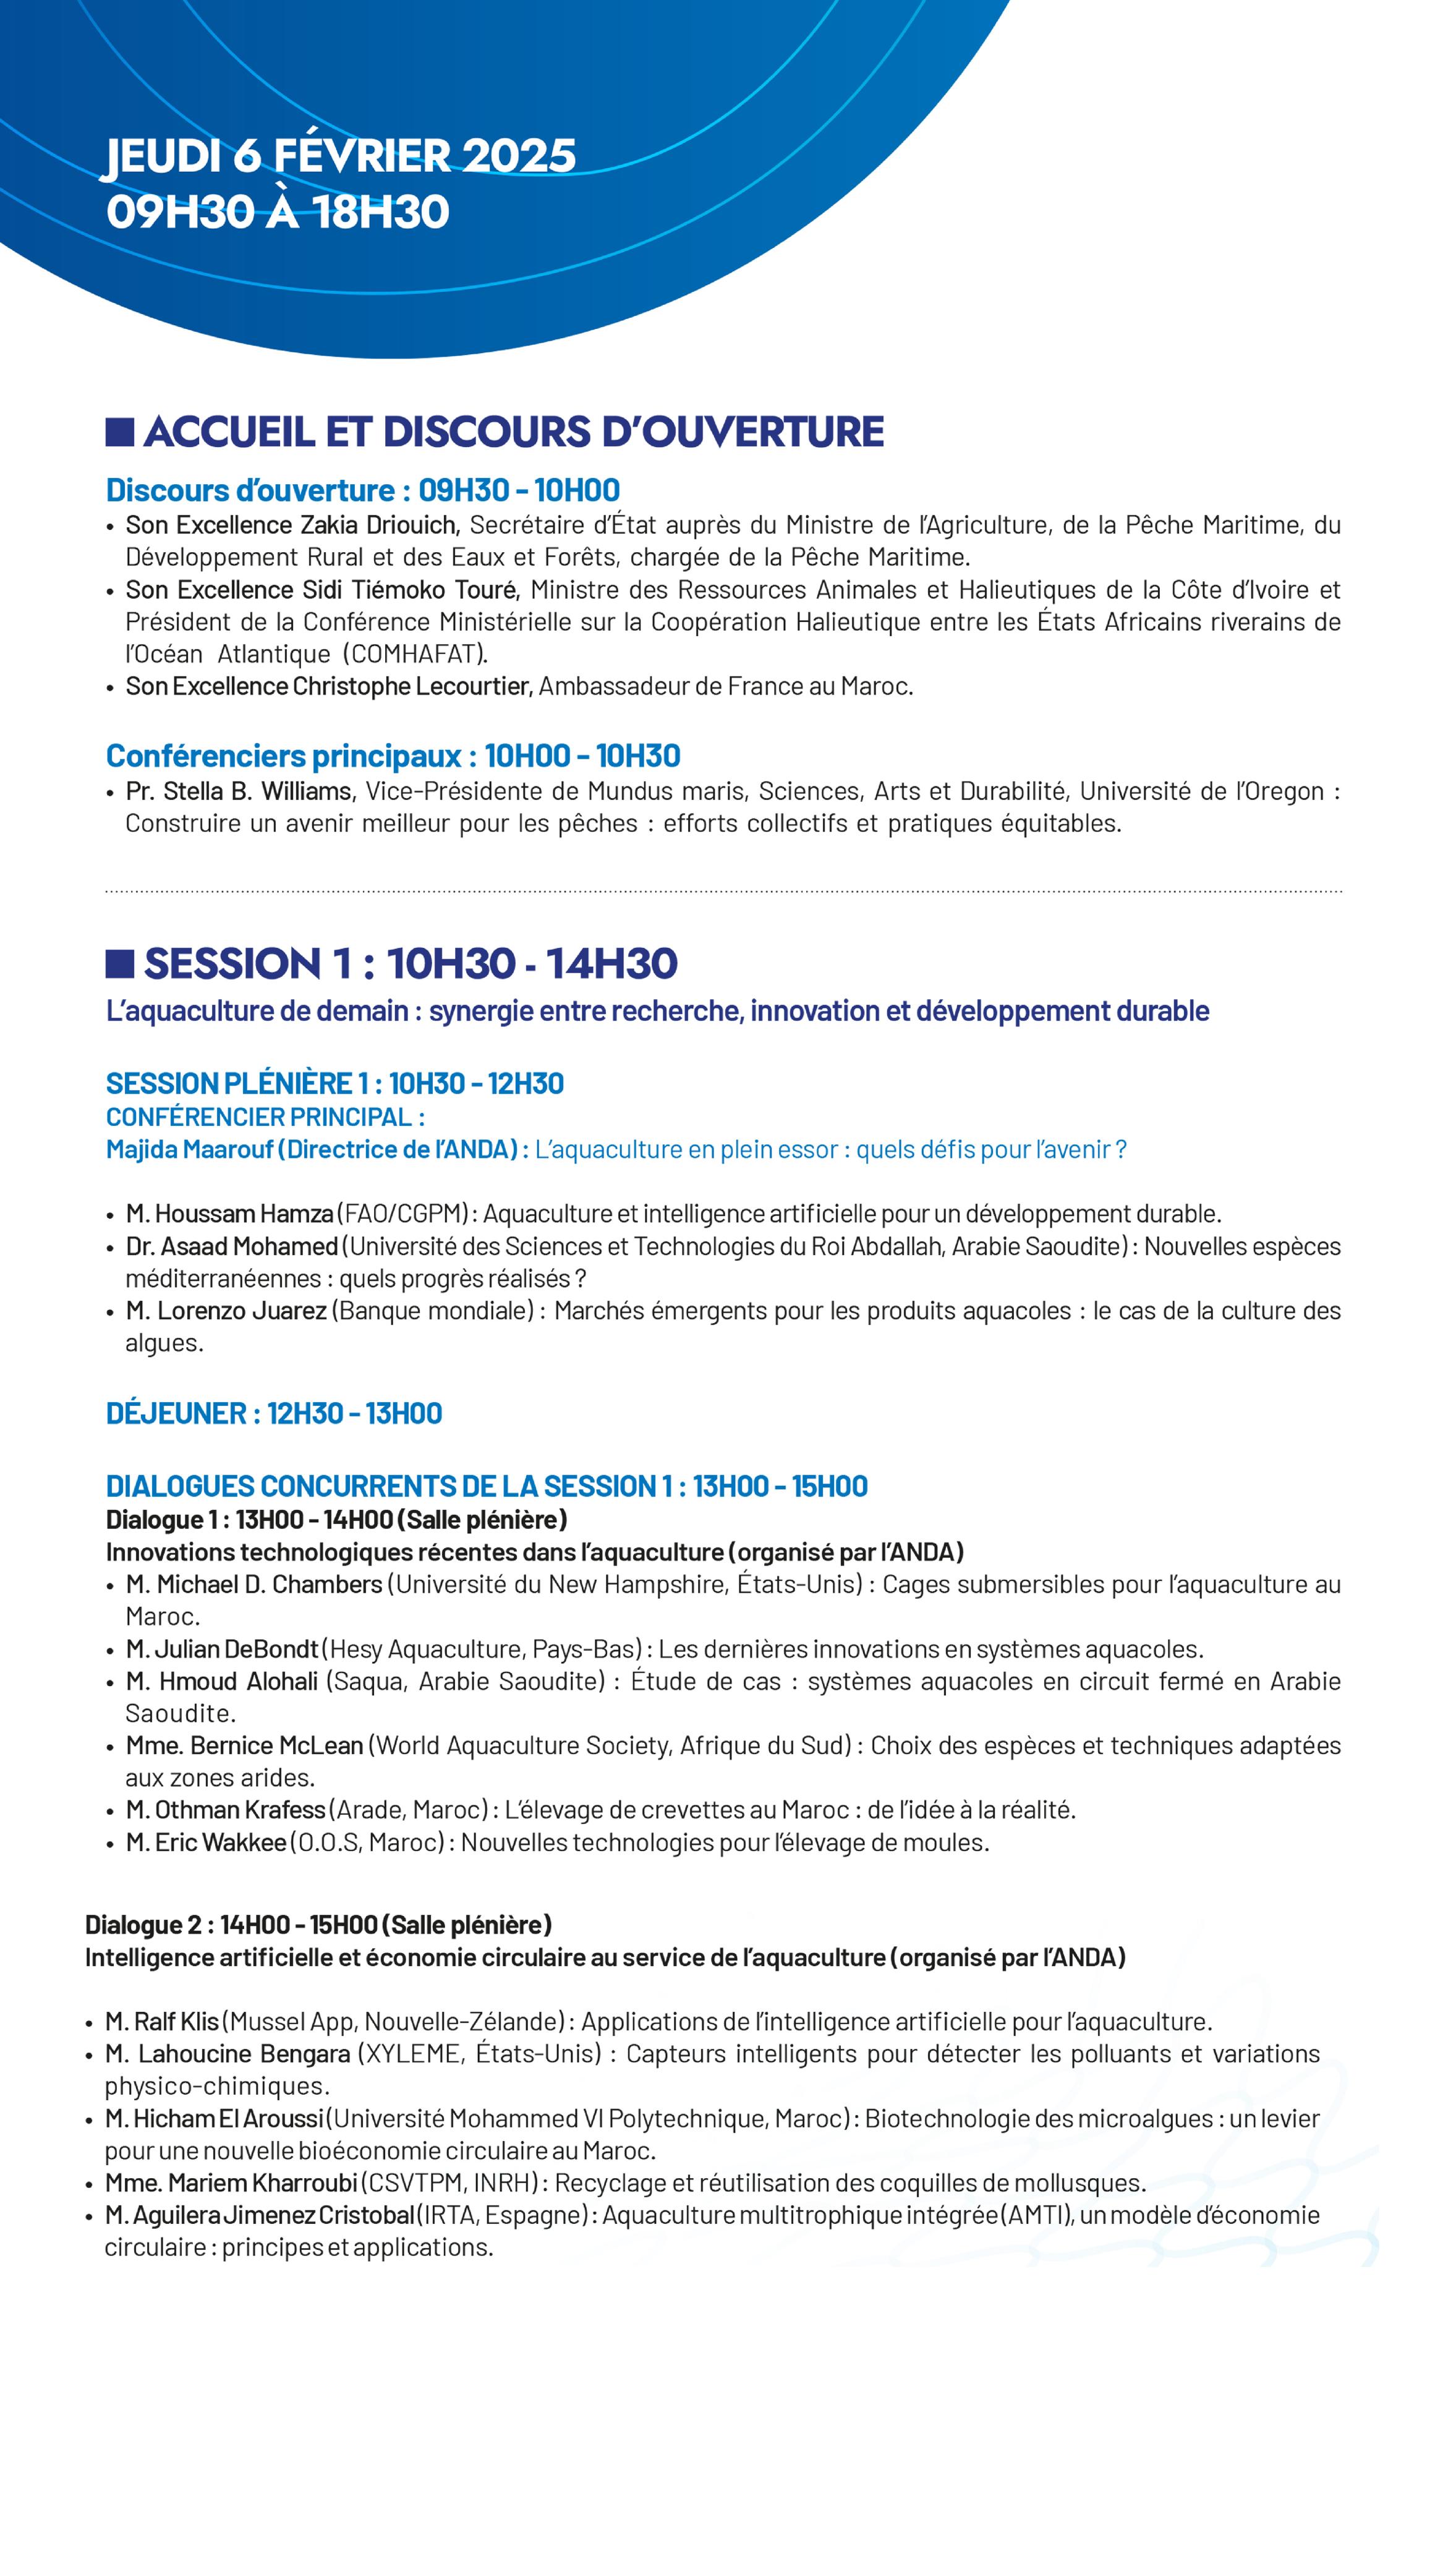 JEUDI 6 FÉVRIER 2025
09H30 À 18H30
ACCUEIL ET DISCOURS D’OUVERTURE
Discours d’ouverture : 09H30 - 10H00
• Son Excellence Zakia Driouich, Secrétaire d’État auprès du Ministre de l’Agriculture, de la Pêche Maritime, du
Développement Rural et des Eaux et Forêts, chargée de la Pêche Maritime.
• Son Excellence Sidi Tiémoko Touré, Ministre des Ressources Animales et Halieutiques de la Côte d’Ivoire et
Président de la Conférence Ministérielle sur la Coopération Halieutique entre les États Africains riverains de
l’Océan Atlantique (COMHAFAT).
• Son Excellence Christophe Lecourtier, Ambassadeur de France au Maroc.
Conférenciers principaux : 10H00 - 10H30
• Pr. Stella B. Williams, Vice-Présidente de Mundus maris, Sciences, Arts et Durabilité, Université de l’Oregon :
Construire un avenir meilleur pour les pêches : efforts collectifs et pratiques équitables.
SESSION 1 : 10H30 - 14H30
L’aquaculture de demain : synergie entre recherche, innovation et développement durable
SESSION PLÉNIÈRE 1 : 10H30 - 12H30
CONFÉRENCIER PRINCIPAL :
Majida Maarouf (Directrice de l’ANDA) : L’aquaculture en plein essor : quels défis pour l’avenir ?
• M. Houssam Hamza (FAO/CGPM) : Aquaculture et intelligence artificielle pour un développement durable.
• Dr. Asaad Mohamed (Université des Sciences et Technologies du Roi Abdallah, Arabie Saoudite) : Nouvelles espèces
méditerranéennes : quels progrès réalisés ?
• M. Lorenzo Juarez (Banque mondiale) : Marchés émergents pour les produits aquacoles : le cas de la culture des
algues.
DÉJEUNER : 12H30 - 13H00
DIALOGUES CONCURRENTS DE LA SESSION 1 : 13H00 - 15H00
Dialogue 1 : 13H00 - 14H00 (Salle plénière)
Innovations technologiques récentes dans l’aquaculture (organisé par l’ANDA)
• M. Michael D. Chambers (Université du New Hampshire, États-Unis) : Cages submersibles pour l’aquaculture au
Maroc.
• M. Julian DeBondt (Hesy Aquaculture, Pays-Bas) : Les dernières innovations en systèmes aquacoles.
• M. Hmoud Alohali (Saqua, Arabie Saoudite) : Étude de cas : systèmes aquacoles en circuit fermé en Arabie
Saoudite.
• Mme. Bernice McLean (World Aquaculture Society, Afrique du Sud) : Choix des espèces et techniques adaptées
aux zones arides.
• M. Othman Krafess (Arade, Maroc) : L’élevage de crevettes au Maroc : de l’idée à la réalité.
• M. Eric Wakkee (O.O.S, Maroc) : Nouvelles technologies pour l’élevage de moules.
Dialogue 2 : 14H00 - 15H00 (Salle plénière)
Intelligence artificielle et économie circulaire au service de l’aquaculture (organisé par l’ANDA)
• M. Ralf Klis (Mussel App, Nouvelle-Zélande) : Applications de l’intelligence artificielle pour l’aquaculture.
• M. Lahoucine Bengara (XYLEME, États-Unis) : Capteurs intelligents pour détecter les polluants et variations
physico-chimiques.
• M. Hicham El Aroussi (Université Mohammed VI Polytechnique, Maroc) : Biotechnologie des microalgues : un levier
pour une nouvelle bioéconomie circulaire au Maroc.
• Mme. Mariem Kharroubi (CSVTPM, INRH) : Recyclage et réutilisation des coquilles de mollusques.
• M. Aguilera Jimenez Cristobal (IRTA, Espagne) : Aquaculture multitrophique intégrée (AMTI), un modèle d’économie
circulaire : principes et applications.